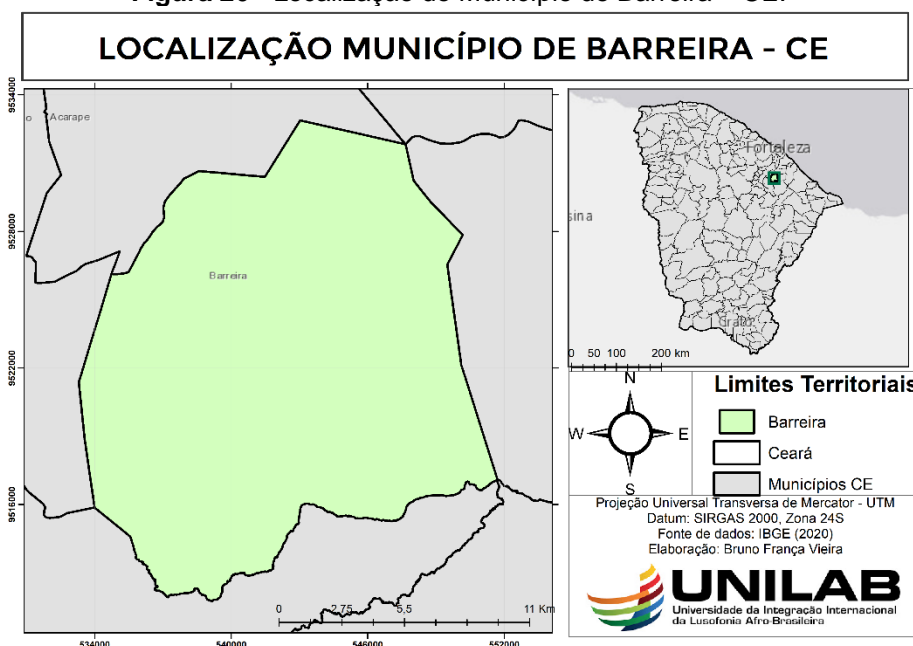 LOCALIZAÇÃO MUNICÍPIO DE BARREIRA - CE
9534000
9528000
9522000
9516000
o
Acarape
Barreira
0 2,75 5,5 11 Km
534000 540000 546000 552000
Fortaleza
sina
Crato
0 50 100 200 km
N
W E
S
Limites Territoriais
Barreira
Ceará
Municípios CE
Projeção Universal Transversa de Mercator - UTM
Datum: SIRGAS 2000, Zona 24S
Fonte de dados: IBGE (2020)
Elaboração: Bruno França Vieira
UNILAB
Universidade da Integração Internacional
da Lusofonia Afro-Brasileira